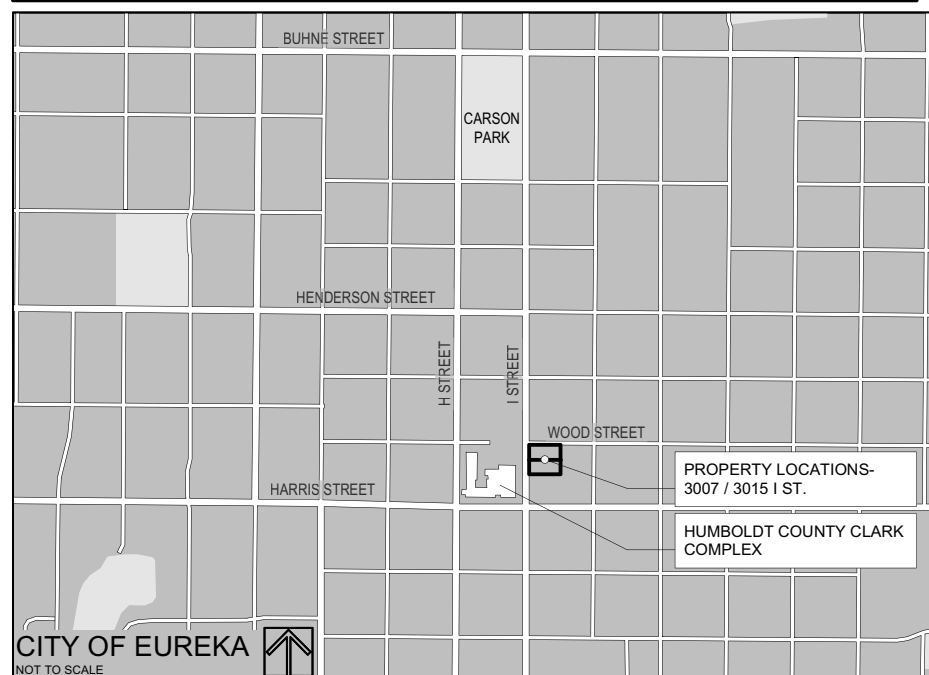 BUHNE STREET
CARSON
PARK
HENDERSON STREET
H STREET
I STREET
WOOD STREET
PROPERTY LOCATIONS-
3007 / 3015 I ST.
HARRIS STREET
HUMBOLDT COUNTY CLARK
COMPLEX
CITY OF EUREKA
NOT TO SCALE